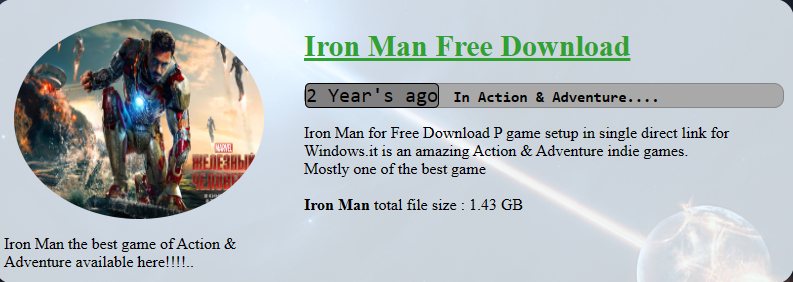 Iron Man Free Download
2 Year's ago In Action & Adventure....
Iron Man for Free Download P game setup in single direct link for
Windows.it is an amazing Action & Adventure indie games.
Mostly one of the best game
Iron Man total file size : 1.43 GB
MARVEL
ЖЕЛЕЗНЫЙ
ЧЕЛОВЕК
Iron Man the best game of Action &
Adventure available here!!!!..